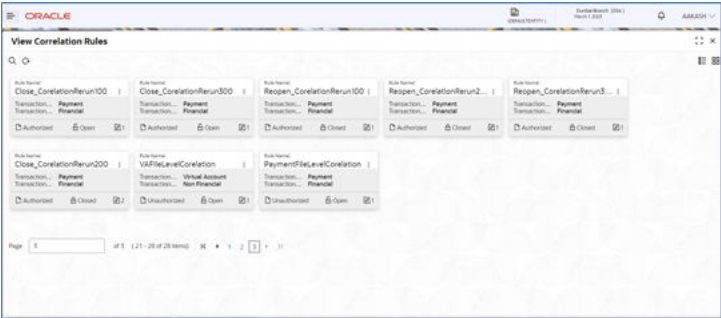 ORACLE
(DEFAULTENTITY)
March 1, 2020
AAKASH
View Correlation Rules
Rule Name: Rule Name: Rule Name: Rule Name: Rule Name:
Close_CorelationRerun100 Close_CorelationRerun300 Reopen_CorelationRerun100 Reopen_CorelationRerun2... Reopen_CorelationRerun3...
Transaction... Payment Transaction... Payment Transaction... Payment Transaction... Payment Transaction... Payment
Transaction... Financial Transaction... Financial Transaction... Financial Transaction... Financial Transaction... Financial
Authorized Open 1 Authorized Open 1 Authorized Closed 1 Authorized Closed 1 Authorized Closed 1
Rule Name: Rule Name: Rule Name:
Close_CorelationRerun200 VAFileLevelCorelation PaymentFileLevelCorelation
Transaction... Payment Transaction... Virtual Account Transaction... Payment
Transaction... Financial Transaction... Non Financial Transaction... Financial
Authorized Closed 2 Unauthorized Open 1 Unauthorized Open 1
Page of 3 (21 - 28 of 28 items) 1 2 3